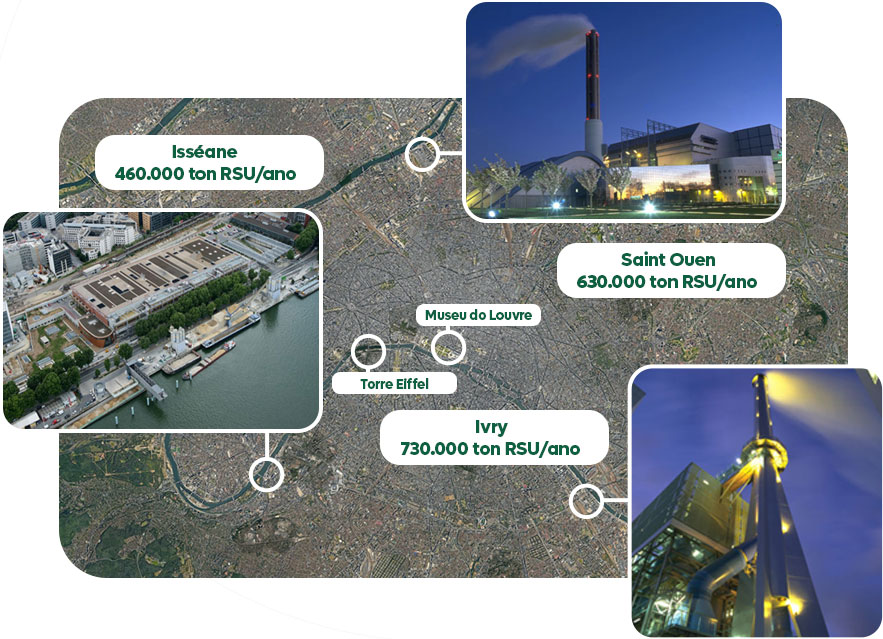 Isséane
460.000 ton RSU/ano
Saint Ouen
630.000 ton RSU/ano
Museu do Louvre
Torre Eiffel
Ivry
730.000 ton RSU/ano